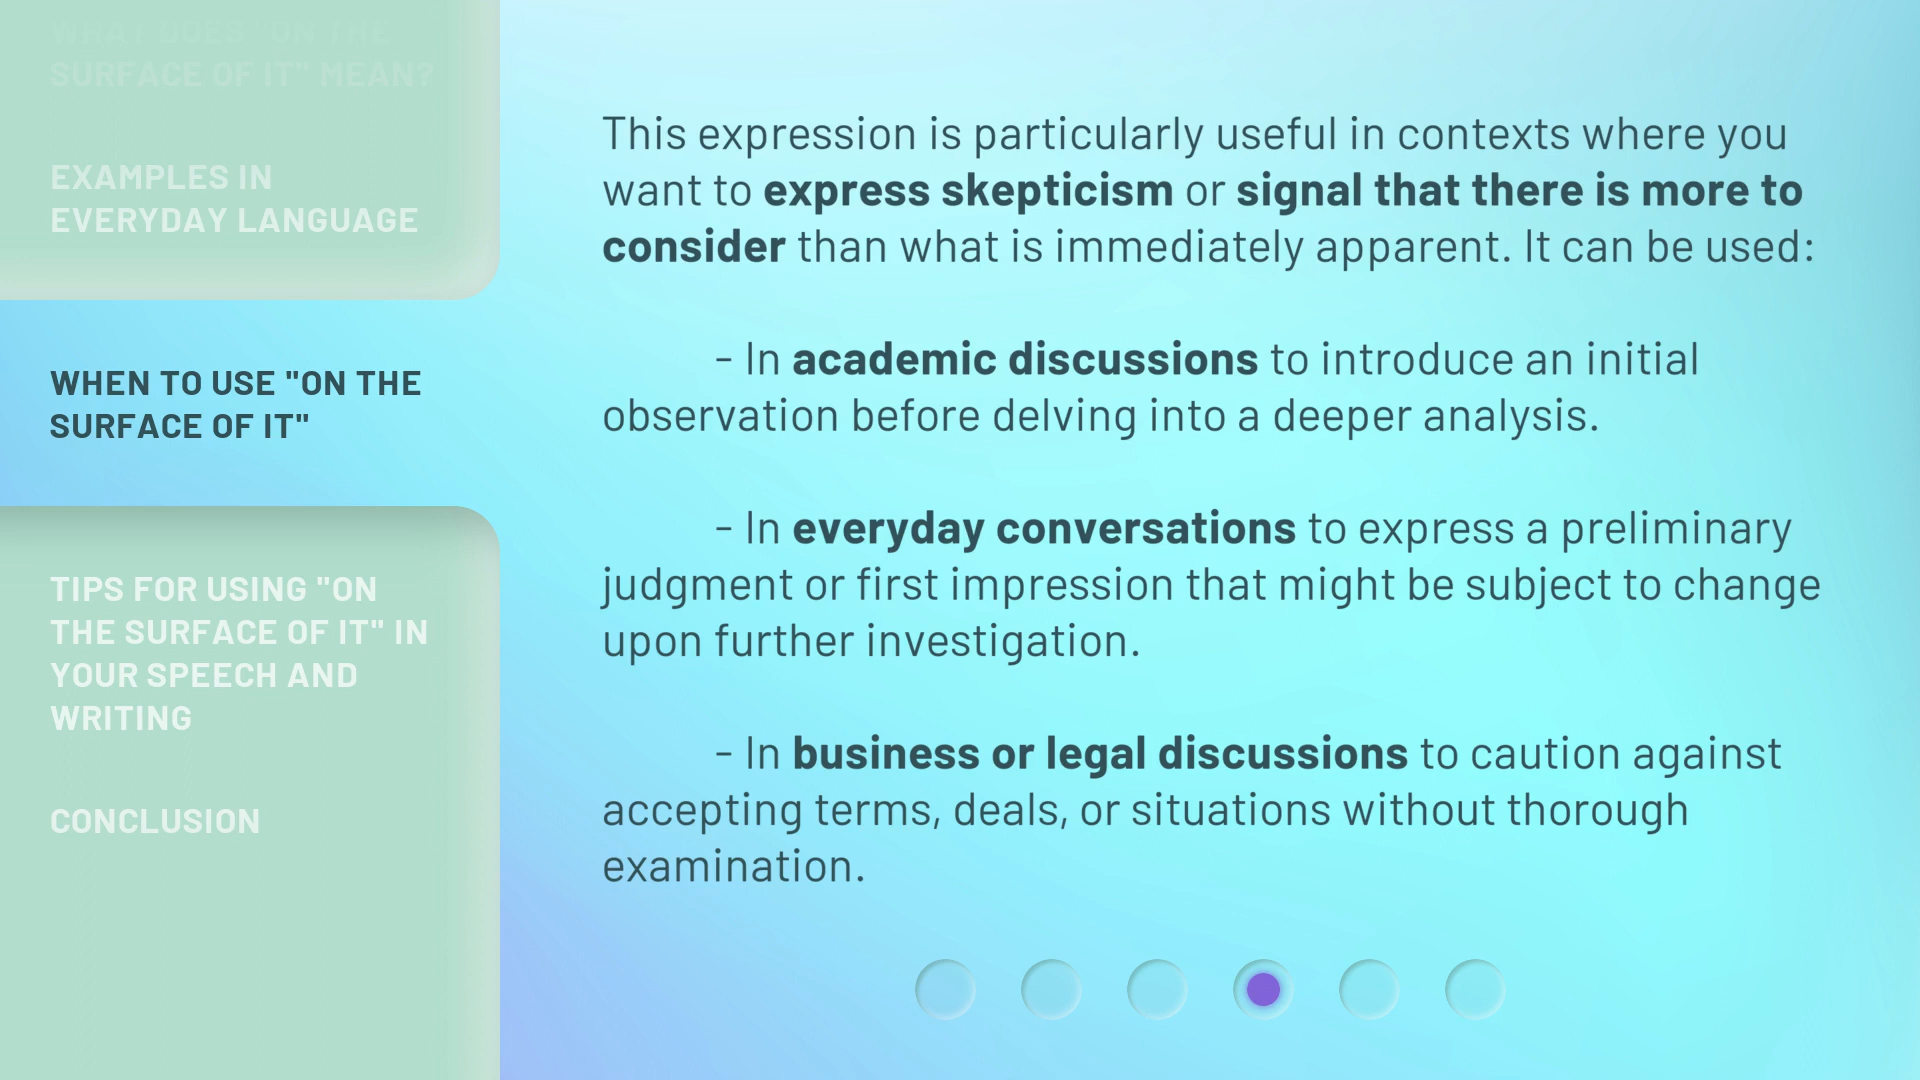 WHAT DOES "ON THE
SURFACE OF IT" MEAN?
EXAMPLES IN
EVERYDAY LANGUAGE
WHEN TO USE "ON THE
SURFACE OF IT"
TIPS FOR USING "ON
THE SURFACE OF IT" IN
YOUR SPEECH AND
WRITING
CONCLUSION
This expression is particularly useful in contexts where you
want to express skepticism or signal that there is more to
consider than what is immediately apparent. It can be used:
- In academic discussions to introduce an initial
observation before delving into a deeper analysis.
- In everyday conversations to express a preliminary
judgment or first impression that might be subject to change
upon further investigation.
- In business or legal discussions to caution against
accepting terms, deals, or situations without thorough
examination.